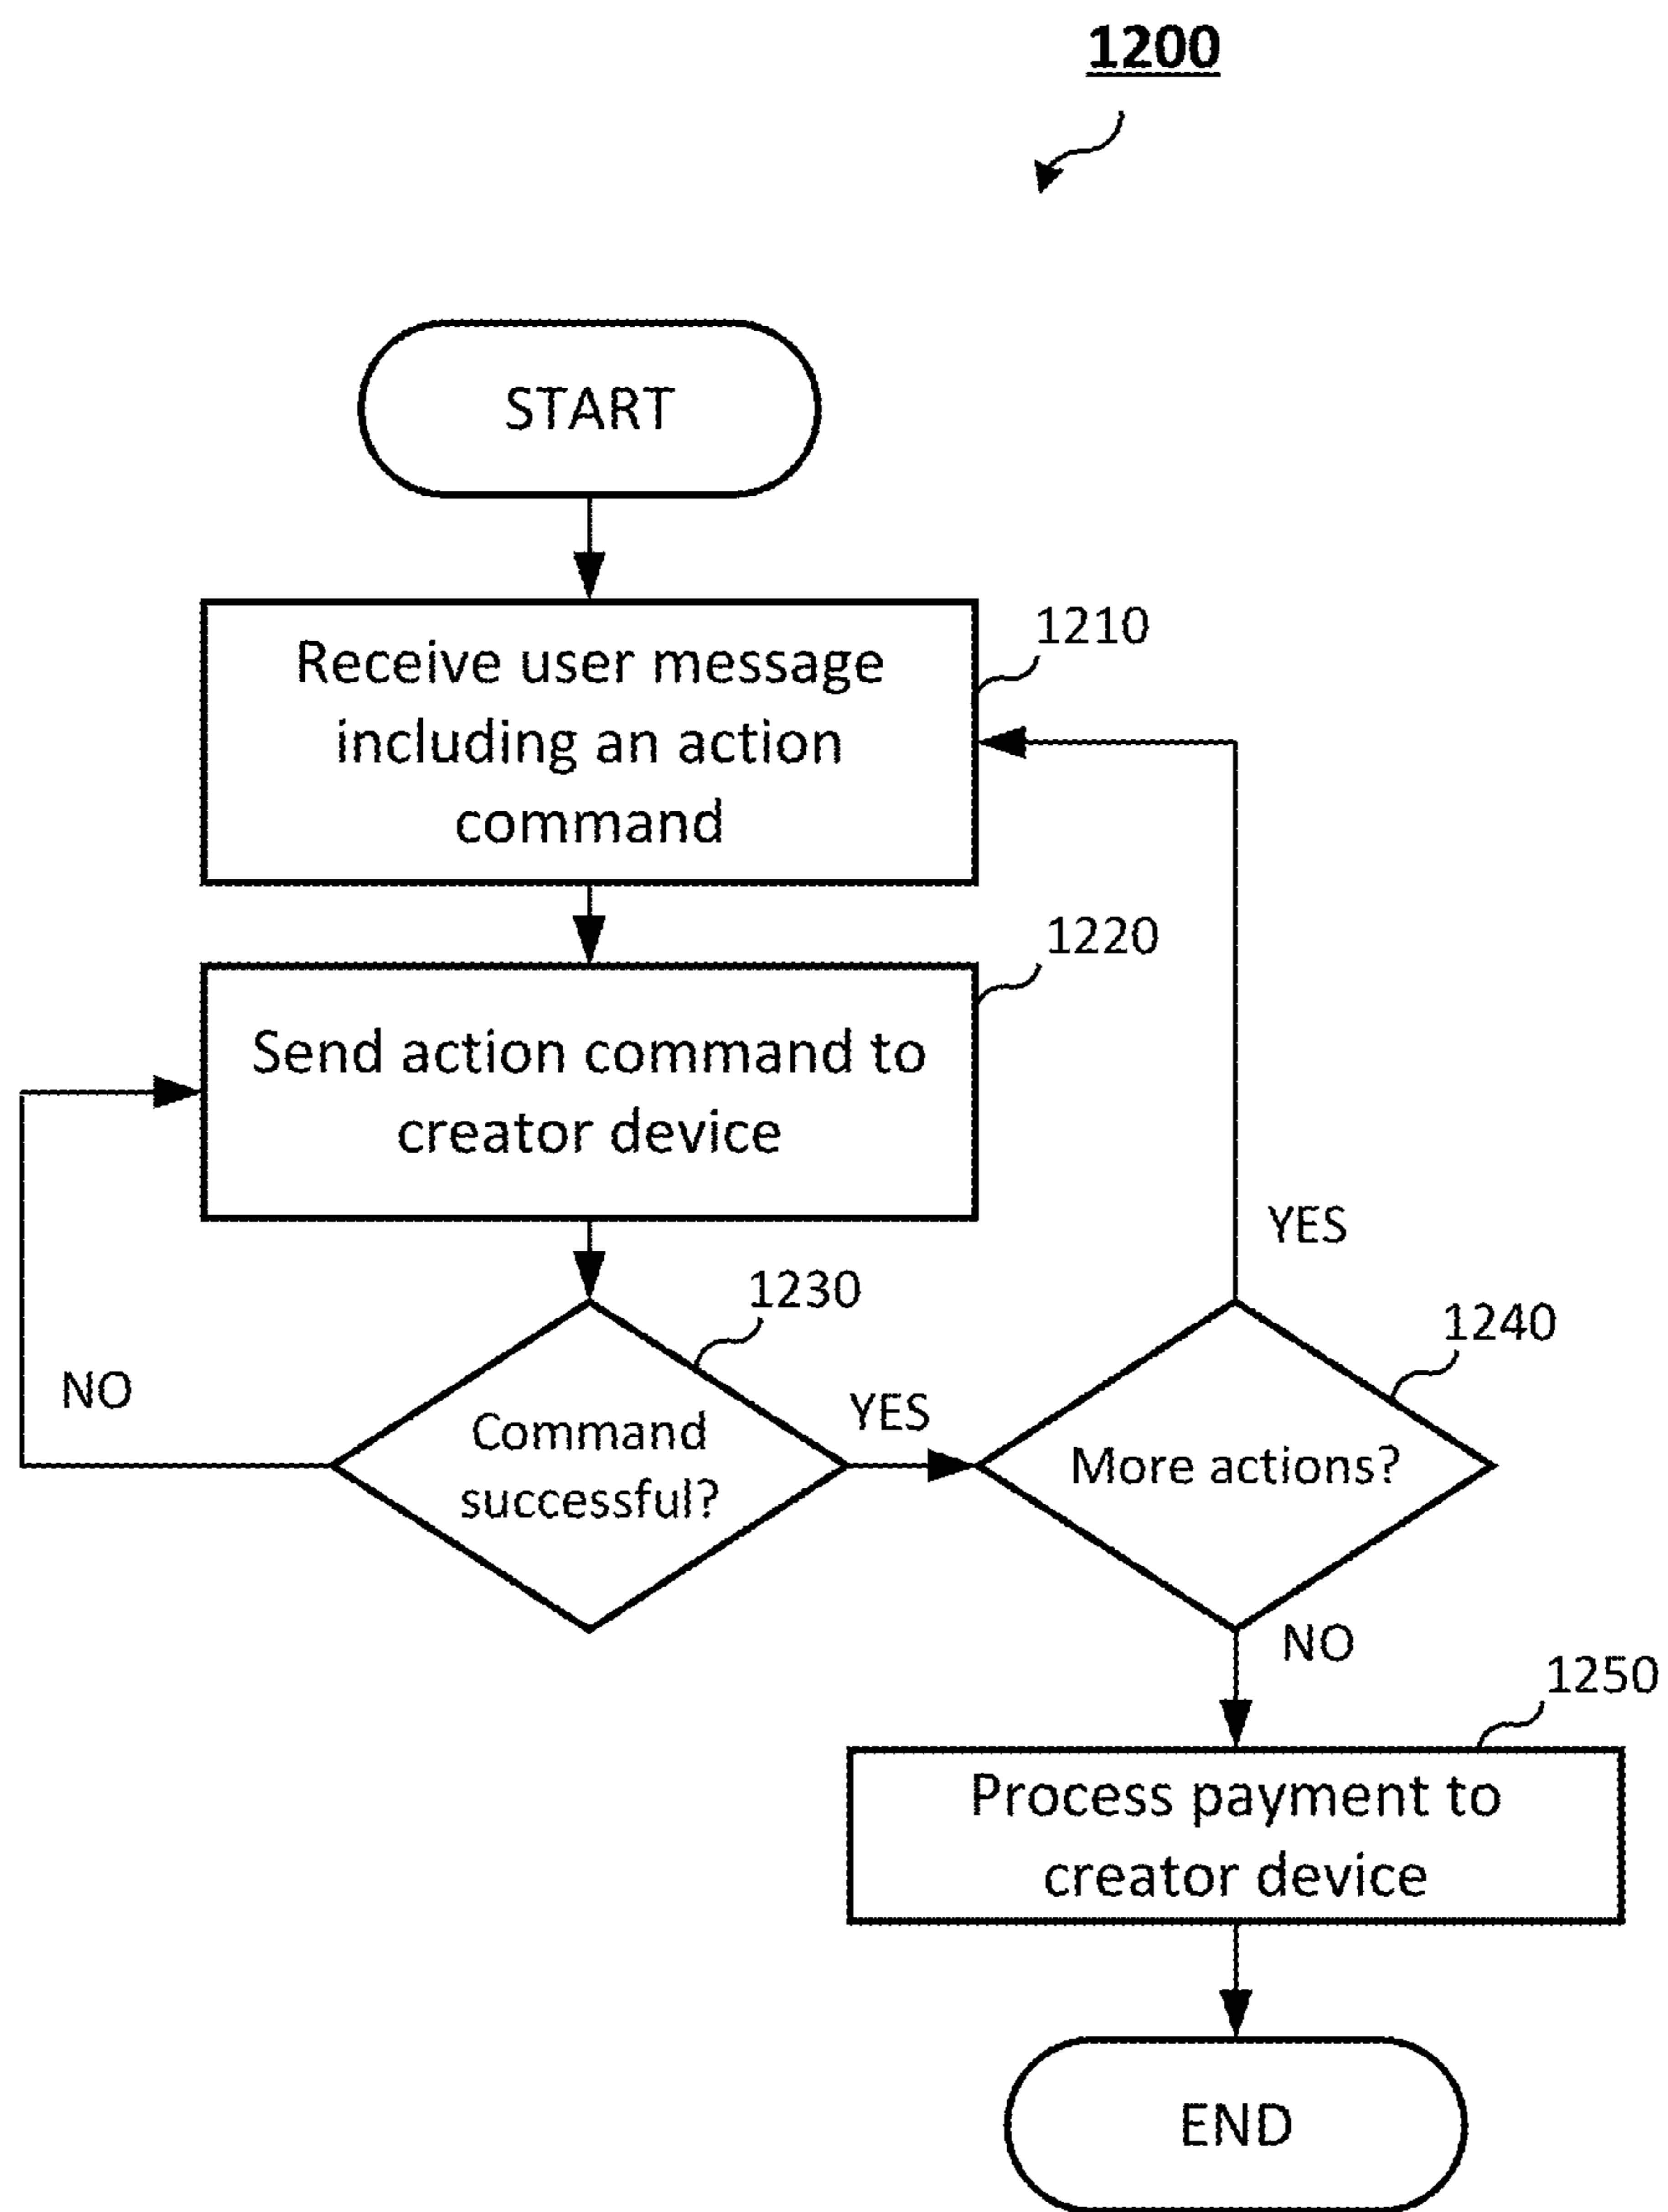 1200
START
Receive user message
including an action
command
1210
Send action command to
creator device
1220
Command
successful?
1230
NO
YES
More actions?
1240
YES
NO
Process payment to
creator device
1250
END